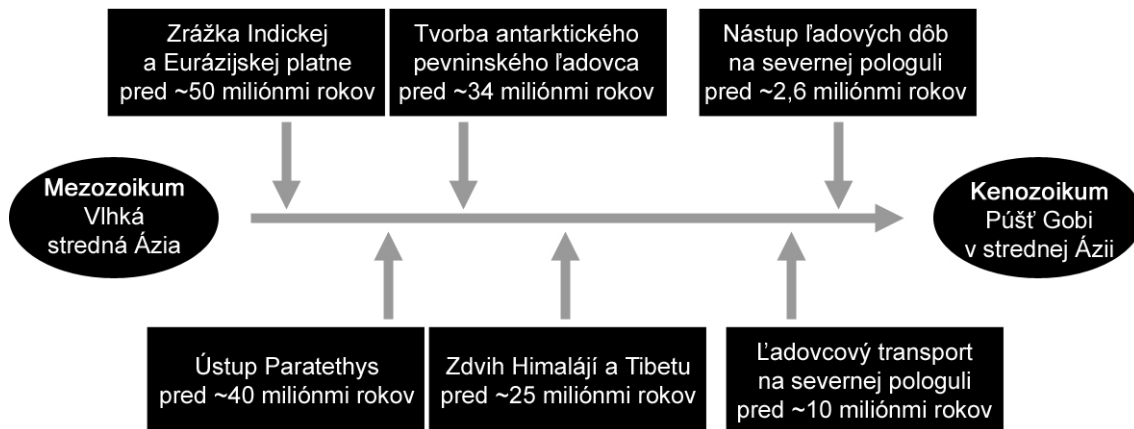 Zrážka Indickej
a Eurázijskej platne
pred ~50 miliónmi rokov
Tvorba antarktického
pevninského ľadovca
pred ~34 miliónmi rokov
Nástup ľadových dôb
na severnej pologuli
pred ~2,6 miliónmi rokov
Mezozoikum
Vlhká
stredná Ázia
Kenozoikum
Púšť Gobi
v strednej Ázii
Ústup Paratethys
pred ~40 miliónmi rokov
Zdvih Himalájí a Tibetu
pred ~25 miliónmi rokov
Ľadovcový transport
na severnej pologuli
pred ~10 miliónmi rokov